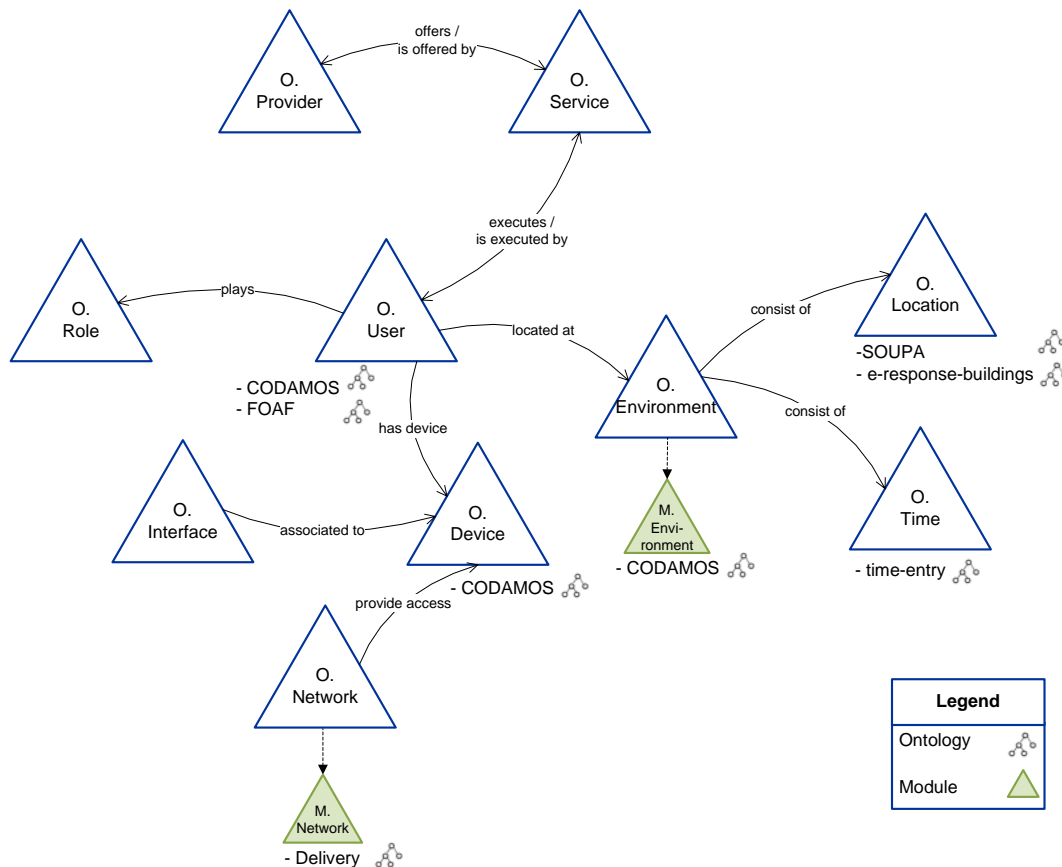 offers /
is offered by
O.
Provider
O.
Service
executes /
is executed by
plays
O.
Role
O.
User
located at
consist of
O.
Location
- CODAMOS
- FOAF
has device
O.
Environment
-SOUPA
- e-response-buildings
consist of
O.
Interface
associated to
O.
Device
- CODAMOS
M.
Envi-
ronment
- CODAMOS
O.
Time
- time-entry
provide access
O.
Network
M.
Network
- Delivery
Legend
Ontology
Module